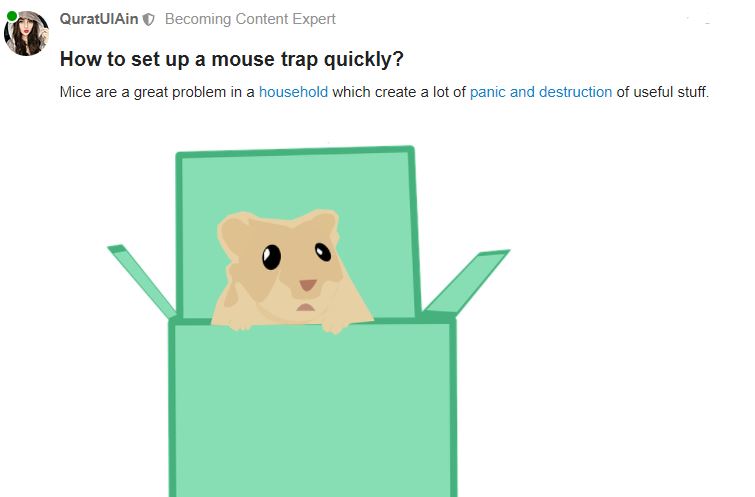 QuratUlAin Becoming Content Expert
How to set up a mouse trap quickly?
Mice are a great problem in a household which create a lot of panic and destruction of useful stuff.